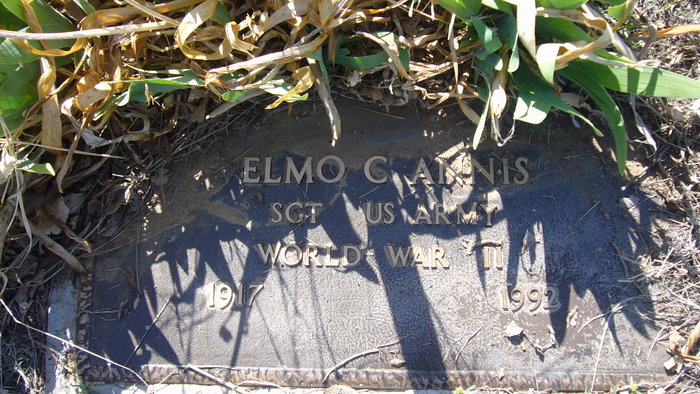 ELMO C ANNIS
SGT US ARMY
WORLD WAR II
1917 1992